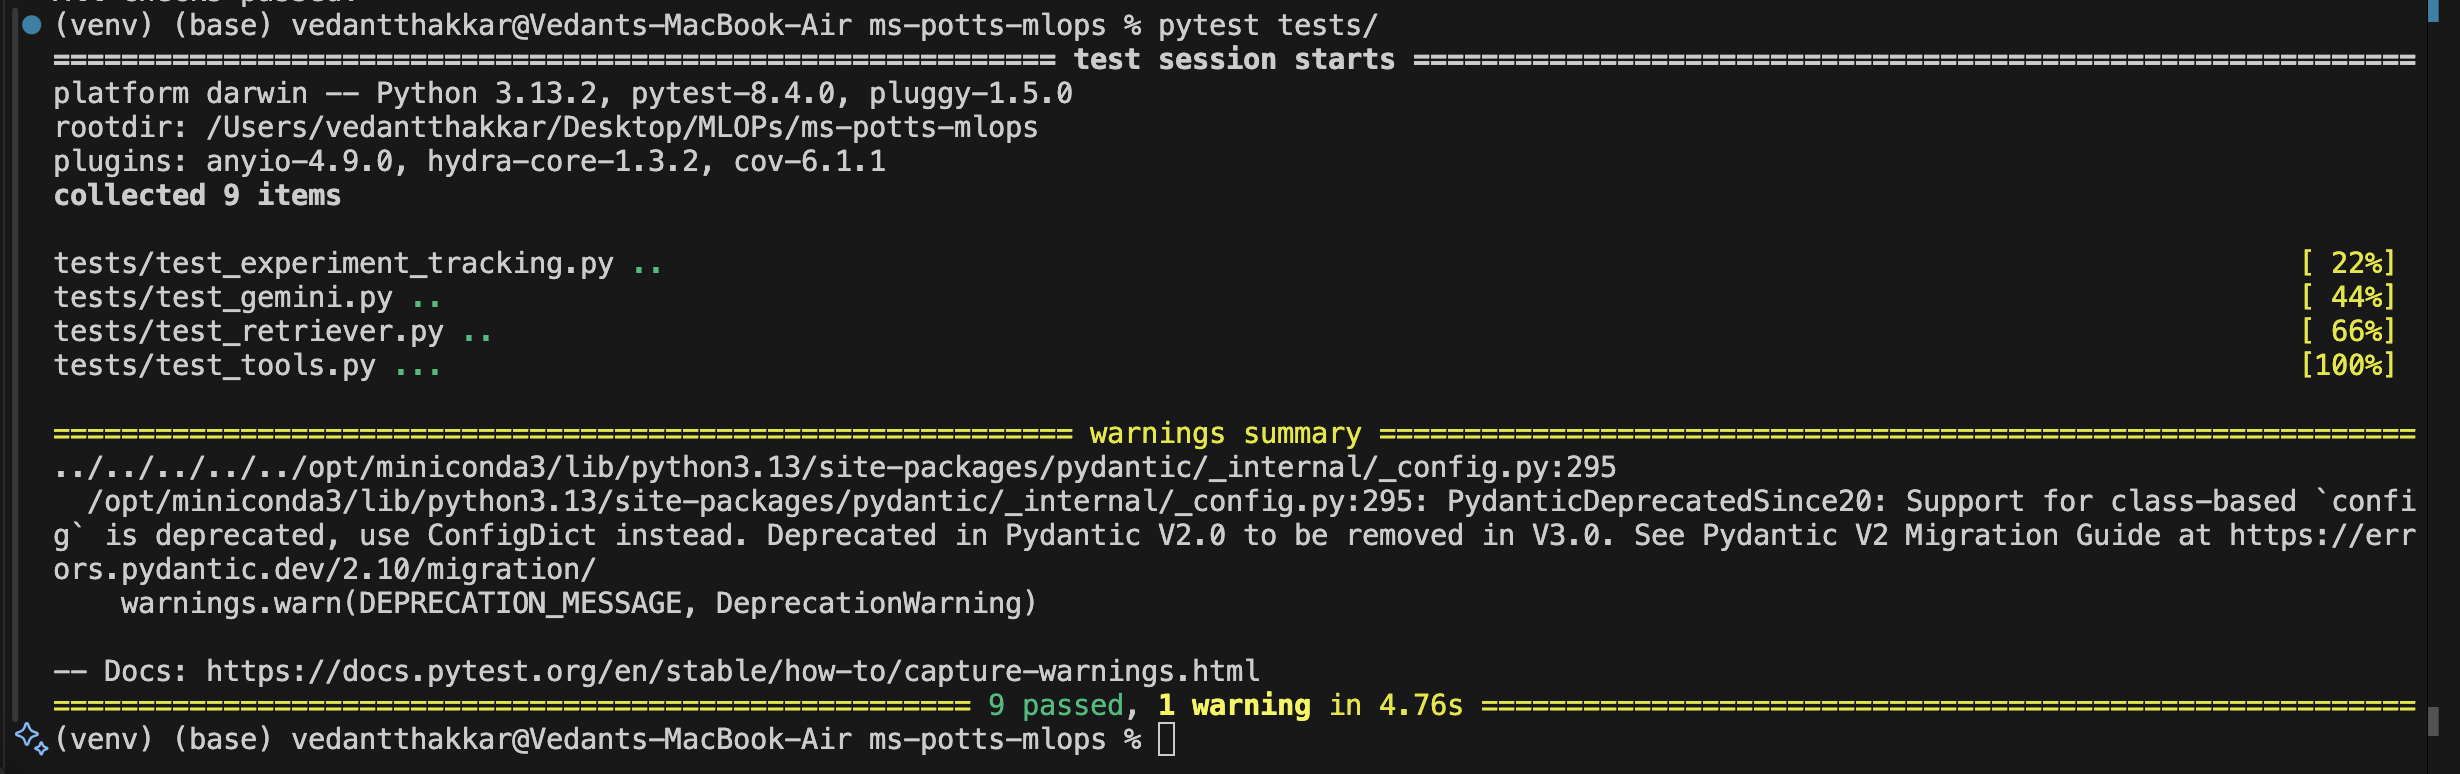 (venv) (base) vedantthakkar@Vedants-MacBook-Air ms-potts-mlops % pytest tests/
=========================================================== test session starts ===========================================================
platform darwin -- Python 3.13.2, pytest-8.4.0, pluggy-1.5.0
rootdir: /Users/vedantthakkar/Desktop/MLOPs/ms-potts-mlops
plugins: anyio-4.9.0, hydra-core-1.3.2, cov-6.1.1
collected 9 items
tests/test_experiment_tracking.py .. [ 22%]
tests/test_gemini.py .. [ 44%]
tests/test_retriever.py .. [ 66%]
tests/test_tools.py ... [100%]
============================================================ warnings summary =============================================================
../../../../../opt/miniconda3/lib/python3.13/site-packages/pydantic/_internal/_config.py:295
/opt/miniconda3/lib/python3.13/site-packages/pydantic/_internal/_config.py:295: PydanticDeprecatedSince20: Support for class-based `confi
g` is deprecated, use ConfigDict instead. Deprecated in Pydantic V2.0 to be removed in V3.0. See Pydantic V2 Migration Guide at https://err
ors.pydantic.dev/2.10/migration/
warnings.warn(DEPRECATION_MESSAGE, DeprecationWarning)
-- Docs: https://docs.pytest.org/en/stable/how-to/capture-warnings.html
====================================================== 9 passed, 1 warning in 4.76s =======================================================
(venv) (base) vedantthakkar@Vedants-MacBook-Air ms-potts-mlops %